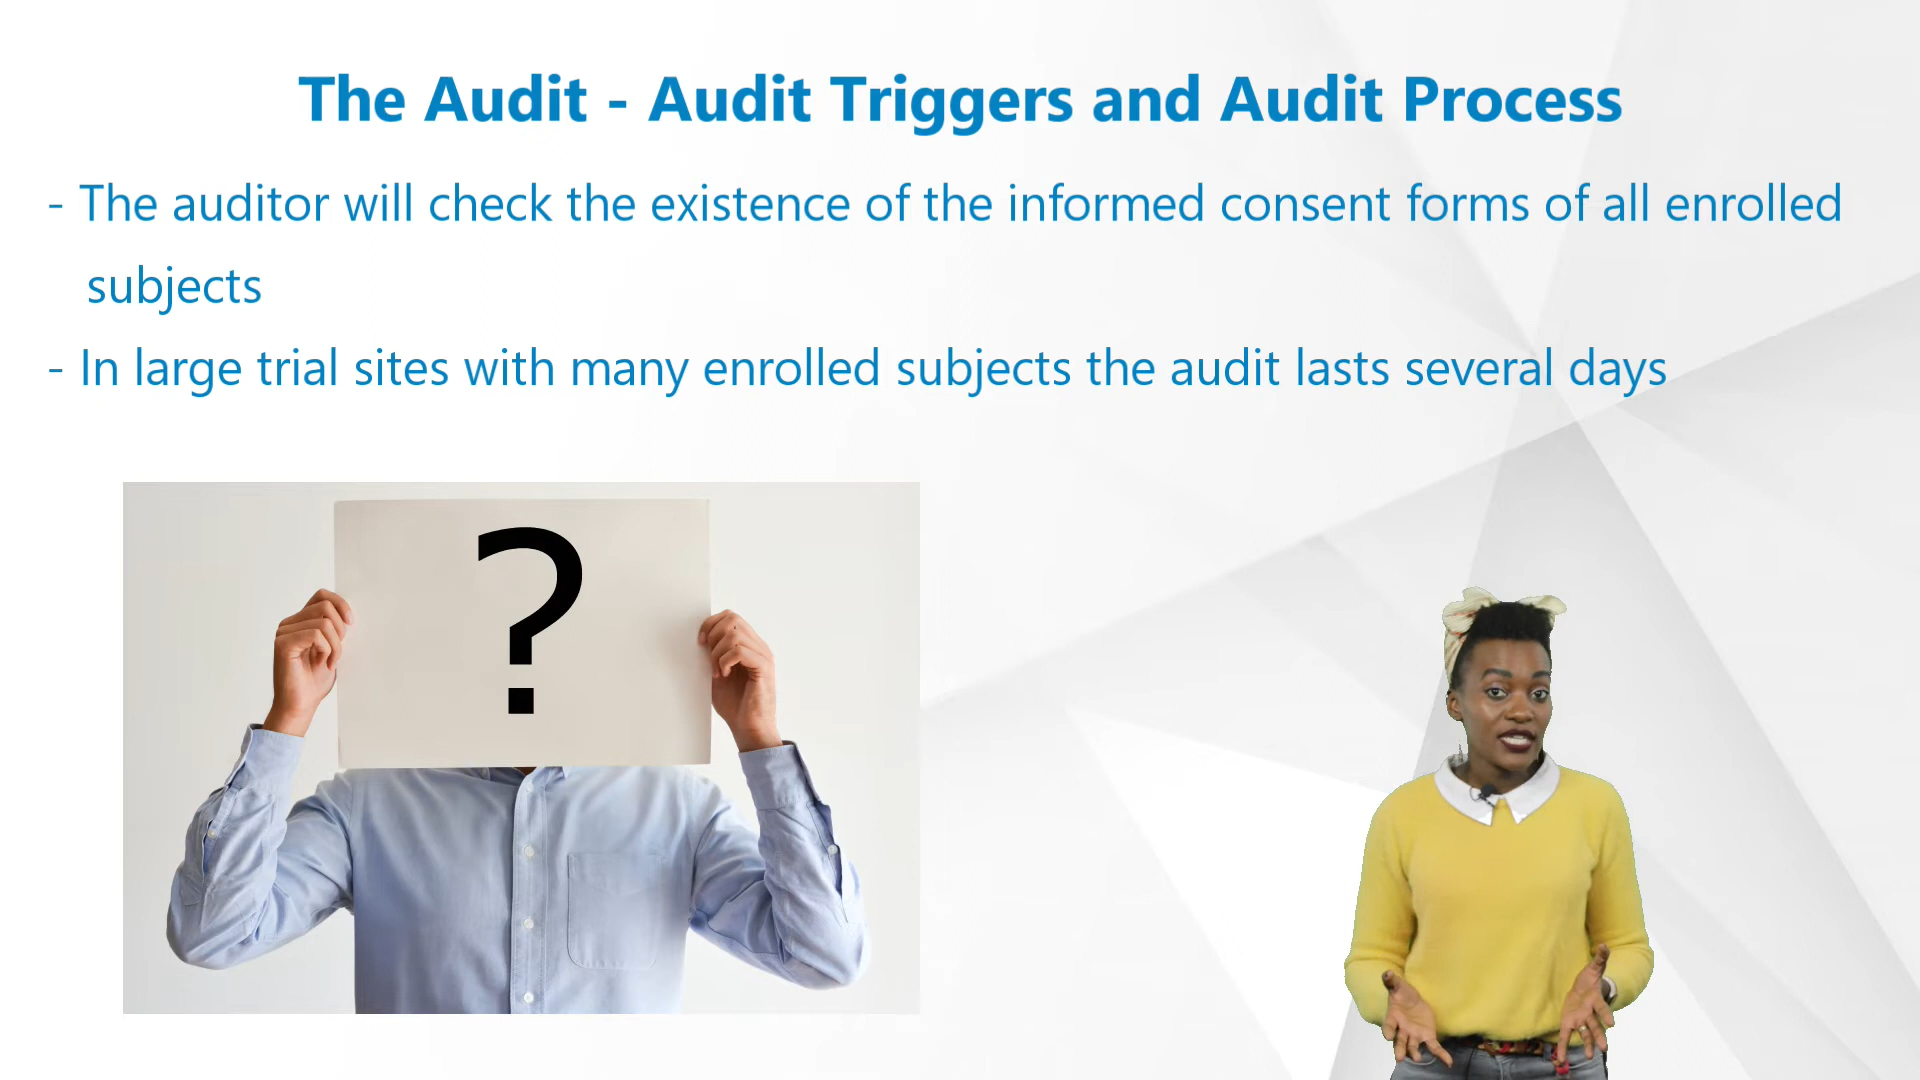 The Audit - Audit Triggers and Audit Process
- The auditor will check the existence of the informed consent forms of all enrolled
subjects
- In large trial sites with many enrolled subjects the audit lasts several days
?